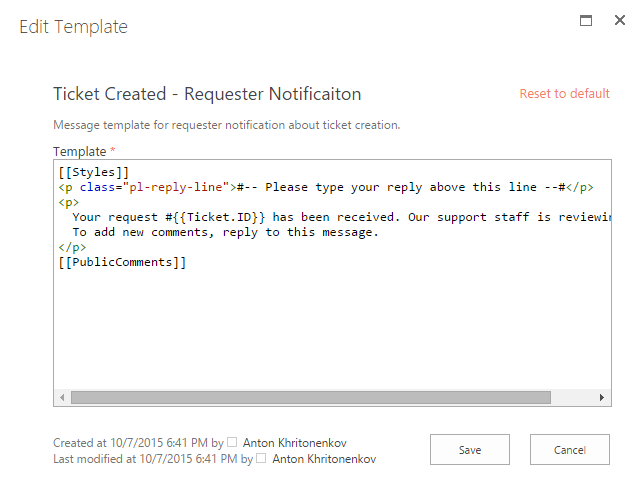 Edit Template
Ticket Created - Requester Notificaiton
Reset to default
Message template for requester notification about ticket creation.
Template *
[[Styles]]
<p class="pl-reply-line">#-- Please type your reply above this line --#</p>
<p>
Your request #{{Ticket.ID}} has been received. Our support staff is reviewin
To add new comments, reply to this message.
</p>
[[PublicComments]]
Created at 10/7/2015 6:41 PM by Anton Khritonenkov
Last modified at 10/7/2015 6:41 PM by Anton Khritonenkov
Save
Cancel